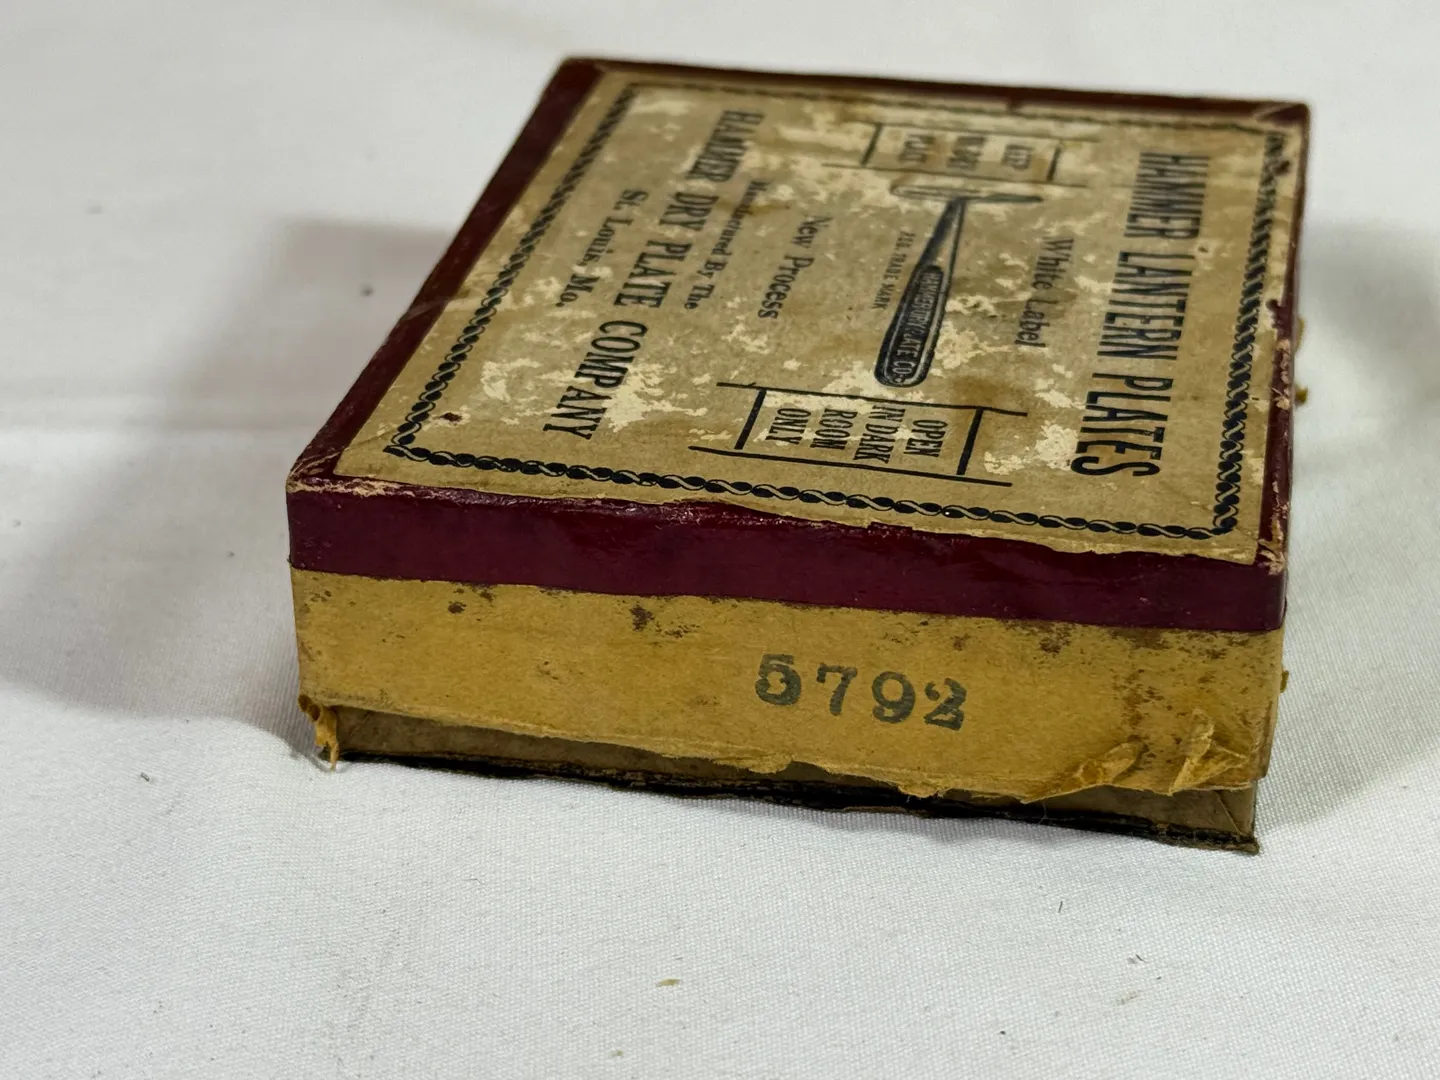 HAMMER LANTERN PLATES
White Label
KEEP
IN DRY
PLACE
OPEN
IN DARK
ROOM
ONLY
HAMMER DRY PLATE CO.
REG. TRADE MARK
New Process
Manufactured By The
HAMMER DRY PLATE COMPANY
St. Louis, Mo.
5792